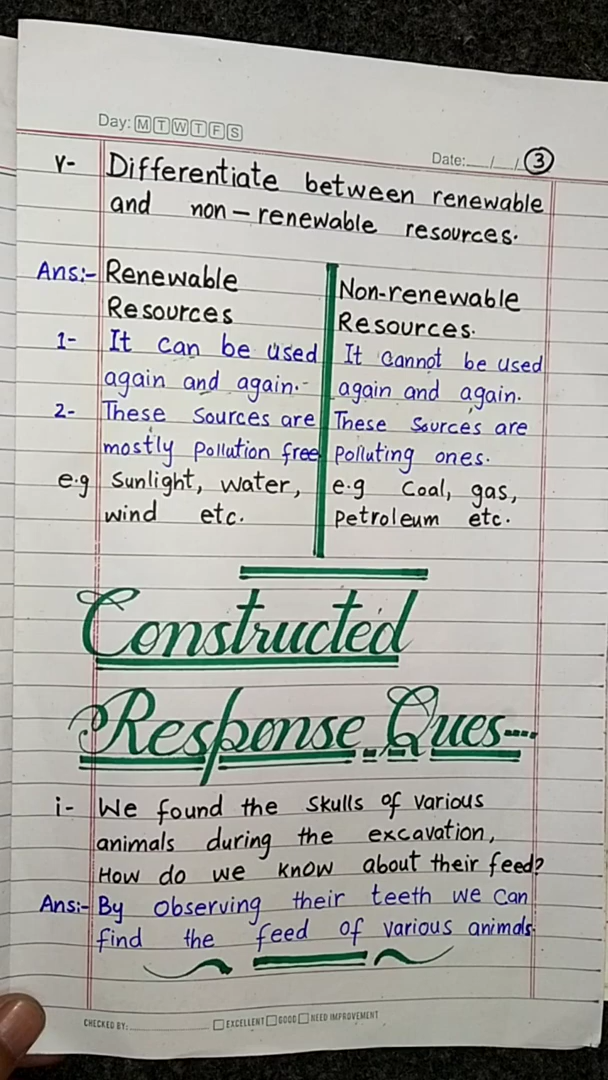 Day: M T W T F S
Date:__/__/ 3
v- Differentiate between renewable
and non-renewable resources.
Ans:- Renewable
Resources
Non-renewable
Resources.
1- It can be used
again and again.
It cannot be used
again and again.
2- These Sources are
mostly Pollution free
These Sources are
Polluting ones.
e.g Sunlight, water,
wind etc.
e.g Coal, gas,
Petroleum etc.
Constructed
Response Ques...
i- We found the skulls of various
animals during the excavation,
How do we know about their feed?
Ans:- By observing their teeth we can
find the feed of various animals.
CHECKED BY: EXCELLENT GOOD NEED IMPROVEMENT